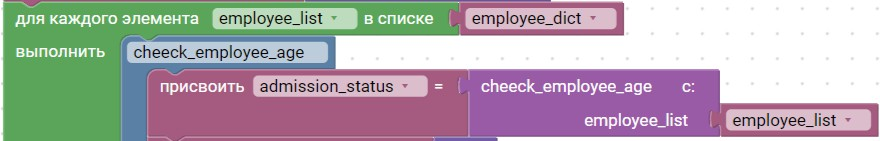 для каждого элемента employee_list в списке employee_dict
выполнить cheeck_employee_age
присвоить admission_status = cheeck_employee_age с:
employee_list employee_list